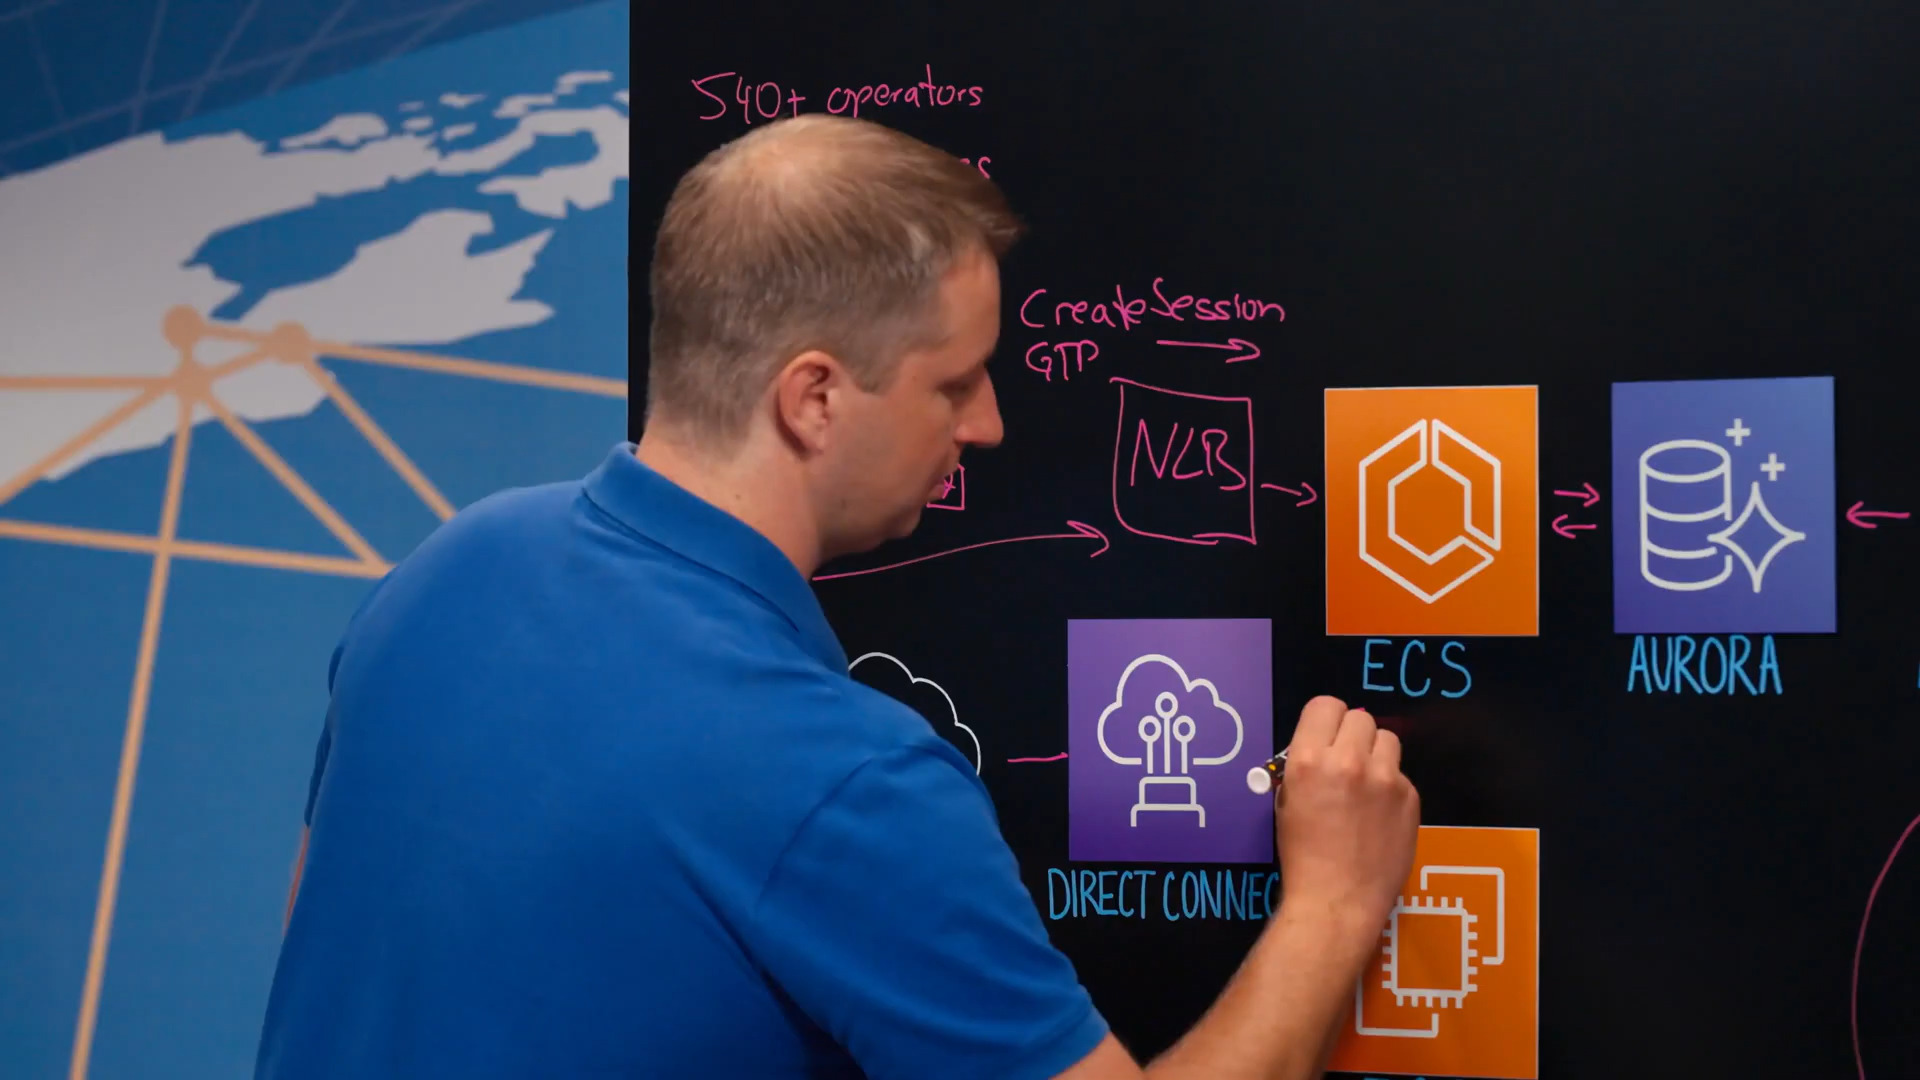 540+ operators
CreateSession
GTP
NLB
ECS
AURORA
DIRECT CONNEC